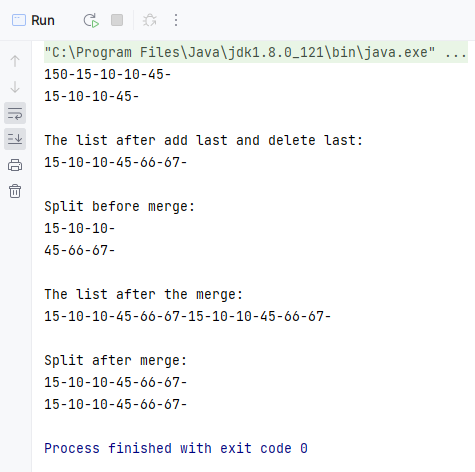 Run
"C:\Program Files\Java\jdk1.8.0_121\bin\java.exe" ...
150-15-10-10-45-
15-10-10-45-
The list after add last and delete last:
15-10-10-45-66-67-
Split before merge:
15-10-10-
45-66-67-
The list after the merge:
15-10-10-45-66-67-15-10-10-45-66-67-
Split after merge:
15-10-10-45-66-67-
15-10-10-45-66-67-
Process finished with exit code 0